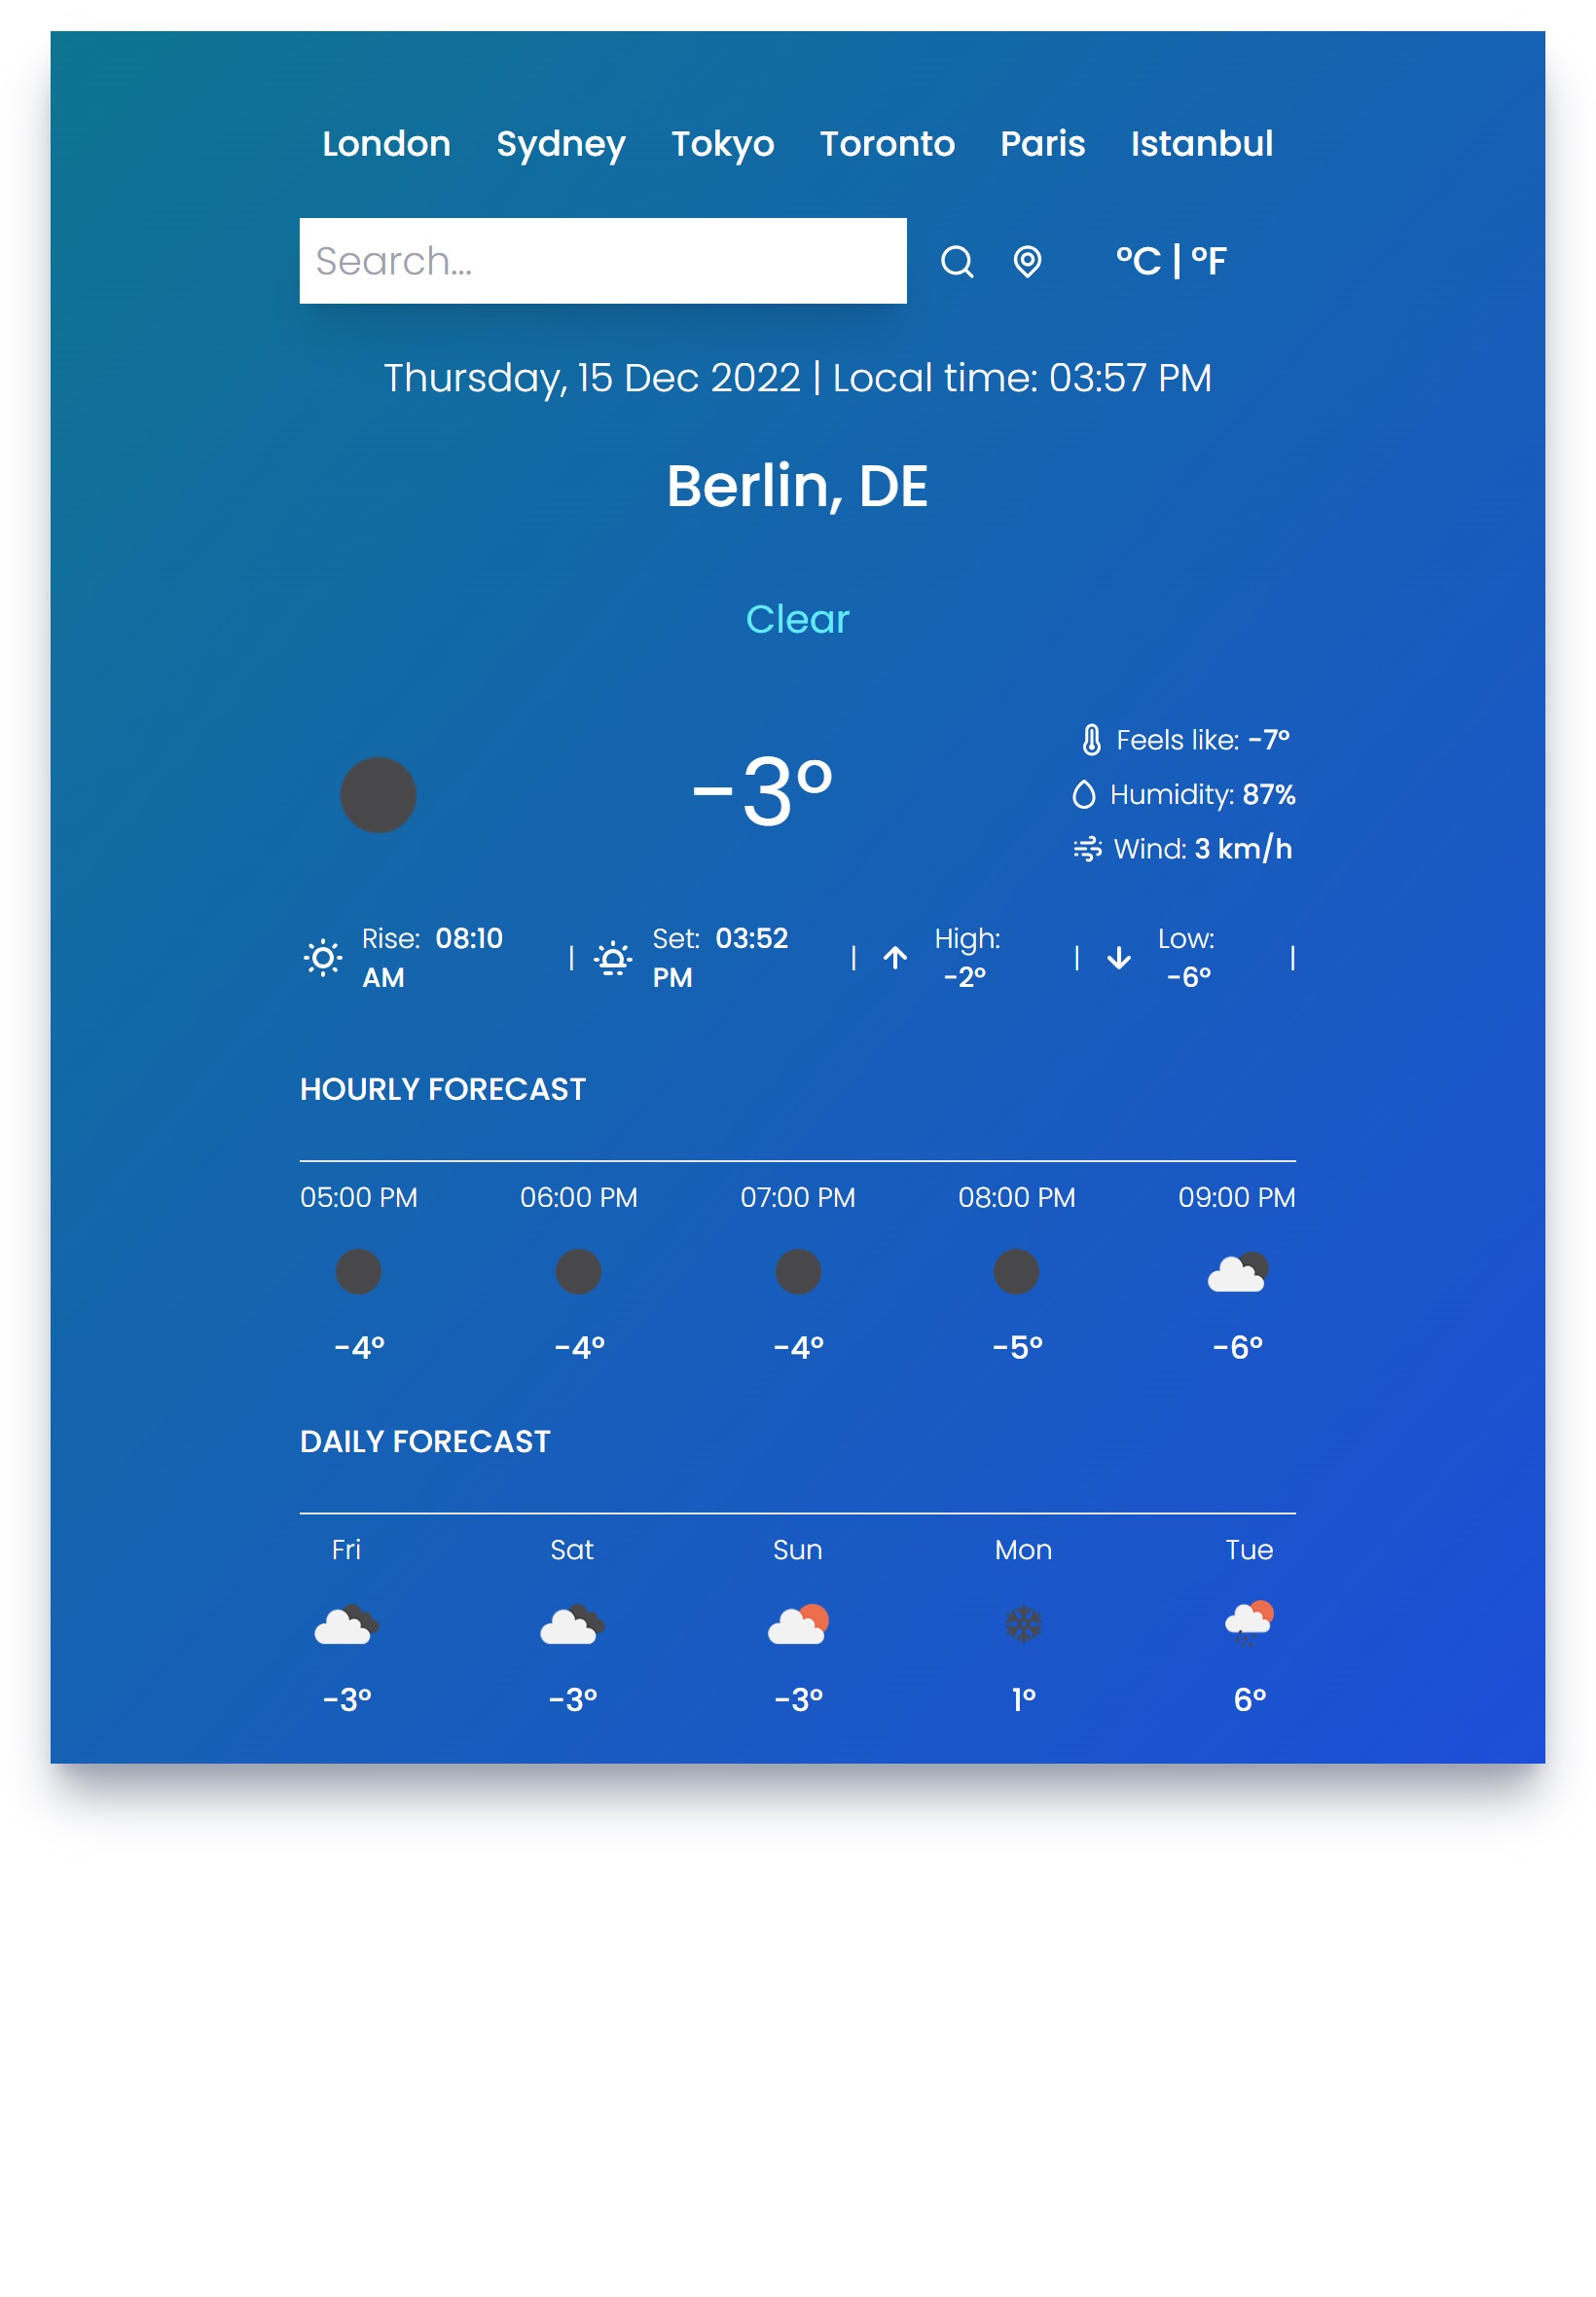 London Sydney Tokyo Toronto Paris Istanbul
Search...
°C | °F
Thursday, 15 Dec 2022 | Local time: 03:57 PM
Berlin, DE
Clear
-3°
Feels like: -7°
Humidity: 87%
Wind: 3 km/h
Rise: 08:10 AM | Set: 03:52 PM | High: -2° | Low: -6° |
HOURLY FORECAST
05:00 PM 06:00 PM 07:00 PM 08:00 PM 09:00 PM
-4° -4° -4° -5° -6°
DAILY FORECAST
Fri Sat Sun Mon Tue
-3° -3° -3° 1° 6°